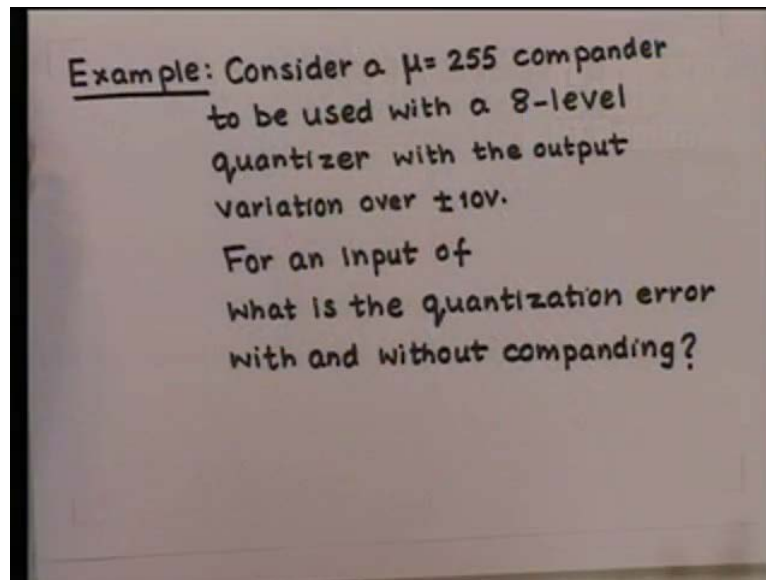 Example: Consider a μ= 255 compander
to be used with a 8-level
quantizer with the output
variation over ±10V.
For an input of
What is the quantization error
with and without companding?